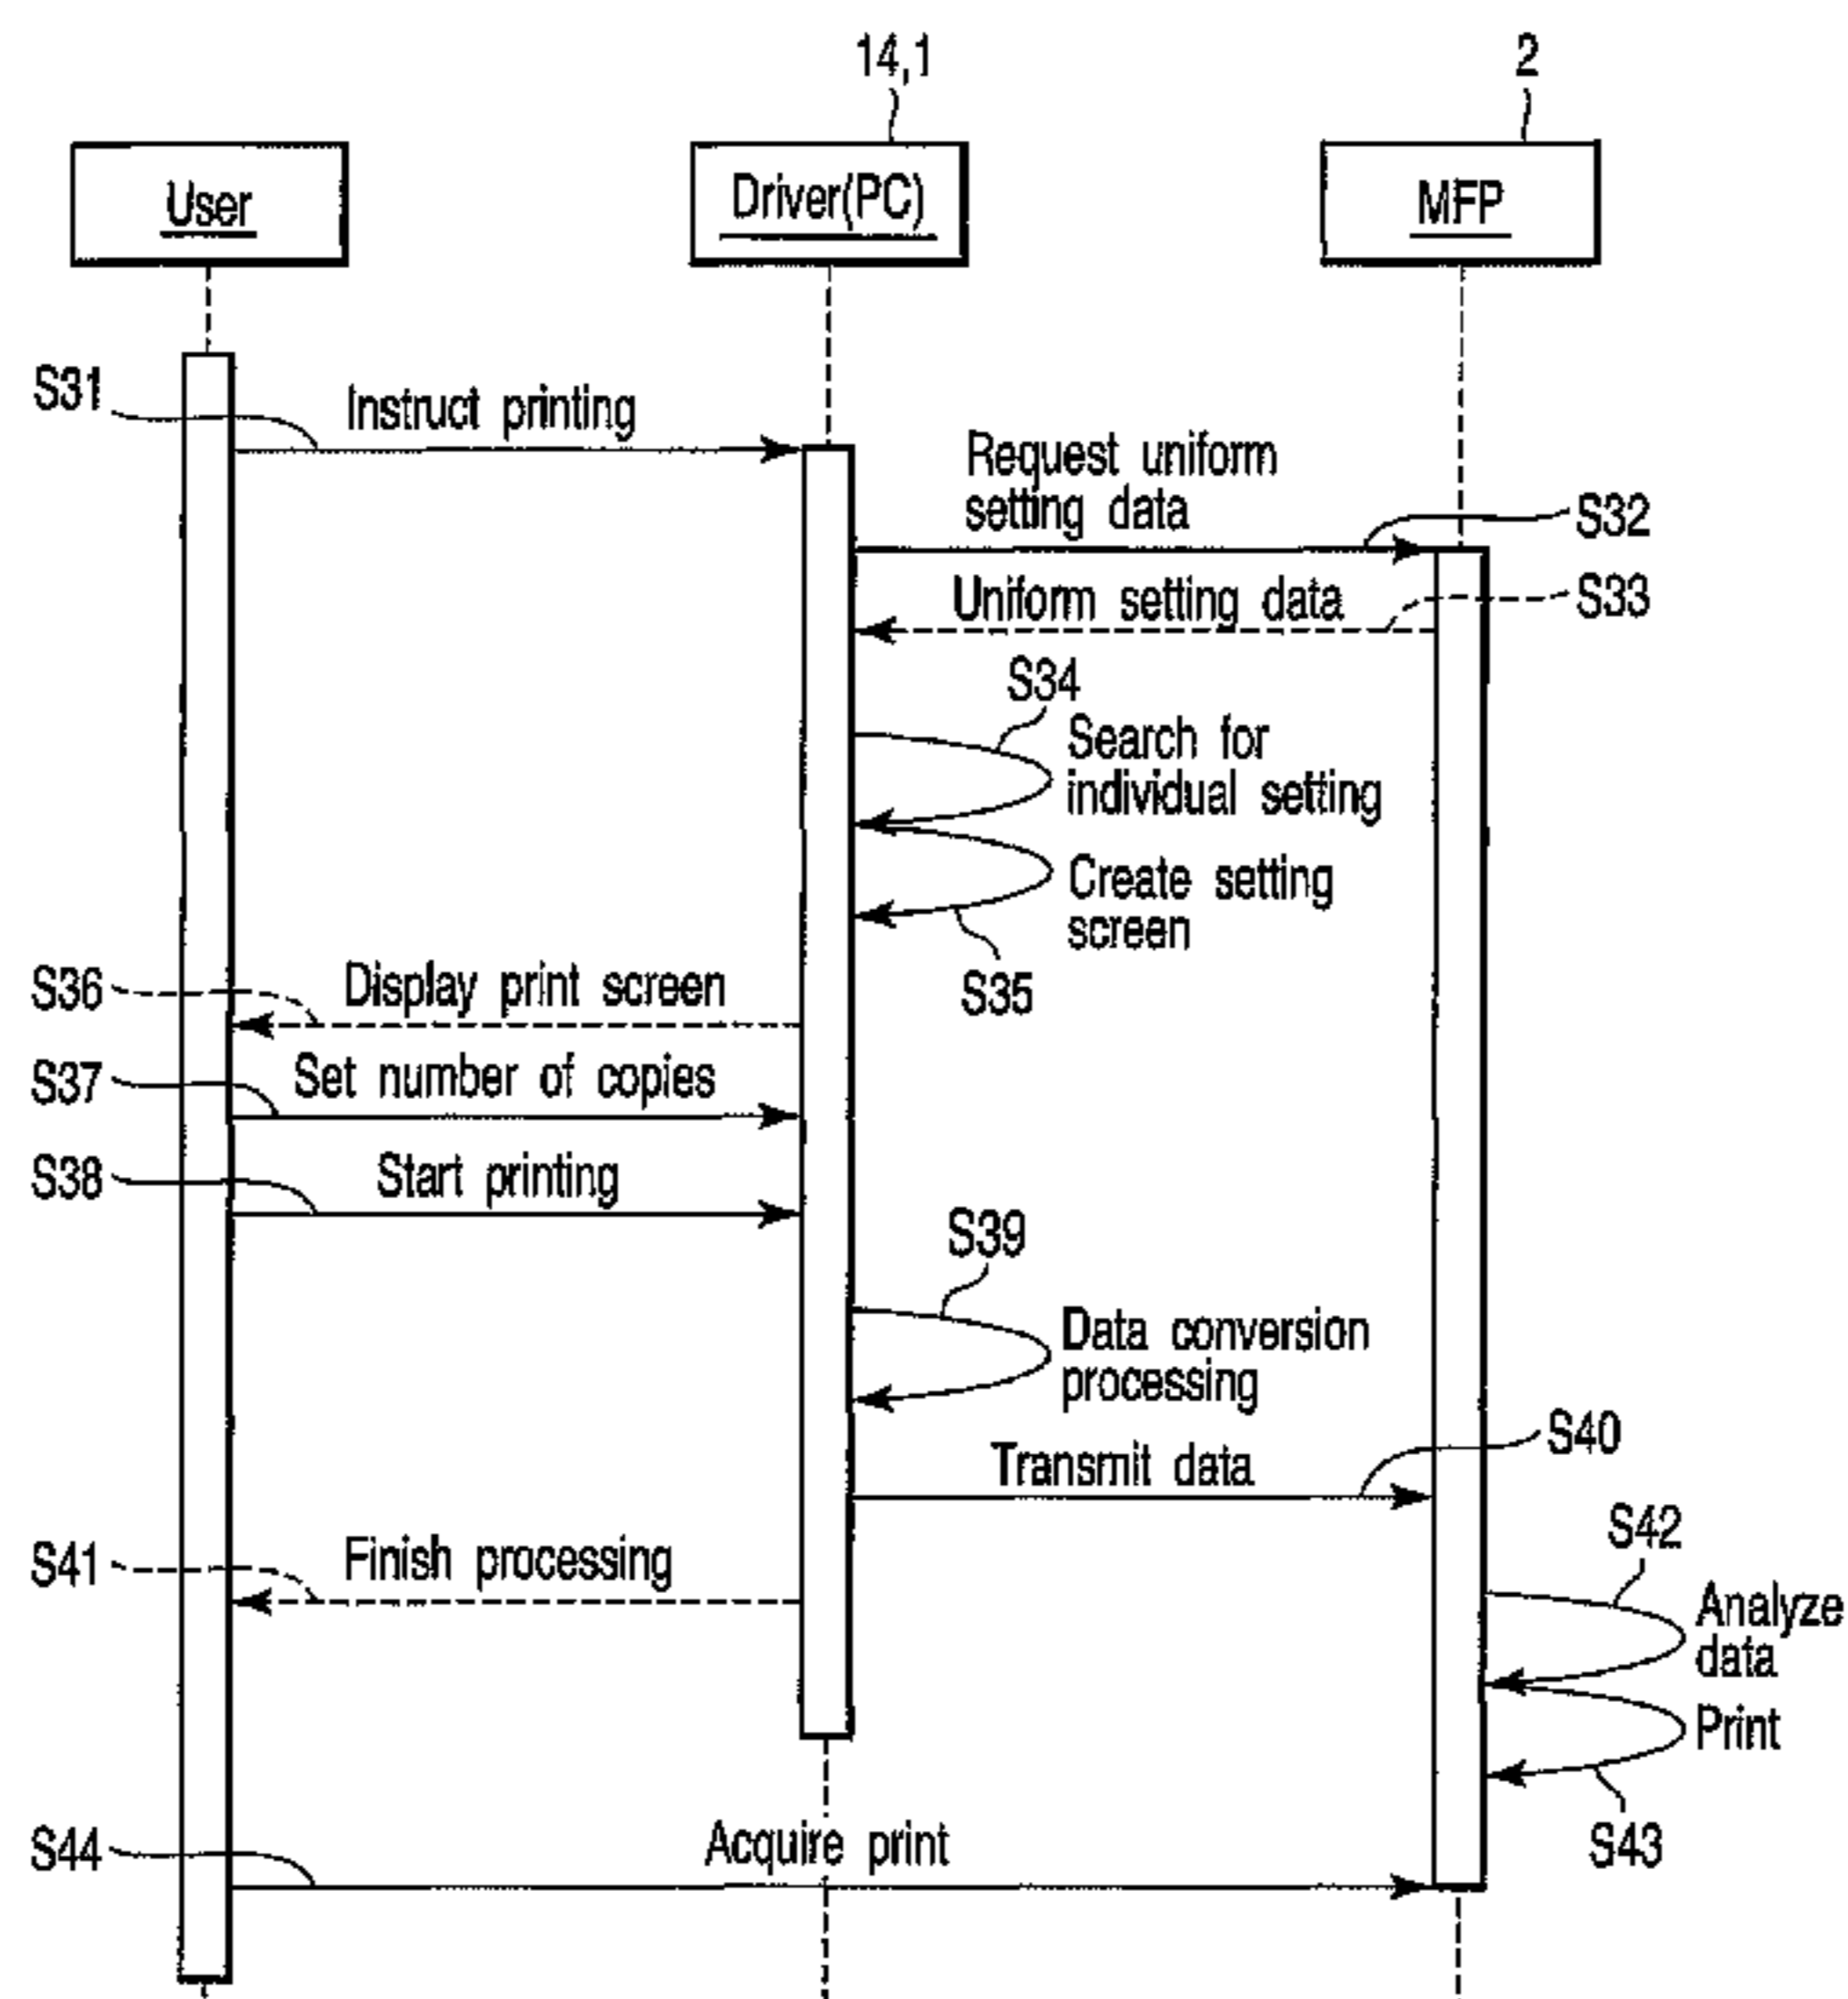 14,1
2
User
Driver(PC)
MFP
S31
Instruct printing
Request uniform
setting data
S32
Uniform setting data
S33
S34
Search for
individual setting
Create setting
screen
S35
S36
Display print screen
S37
Set number of copies
S38
Start printing
S39
Data conversion
processing
Transmit data
S40
S41
Finish processing
S42
Analyze
data
Print
S43
S44
Acquire print